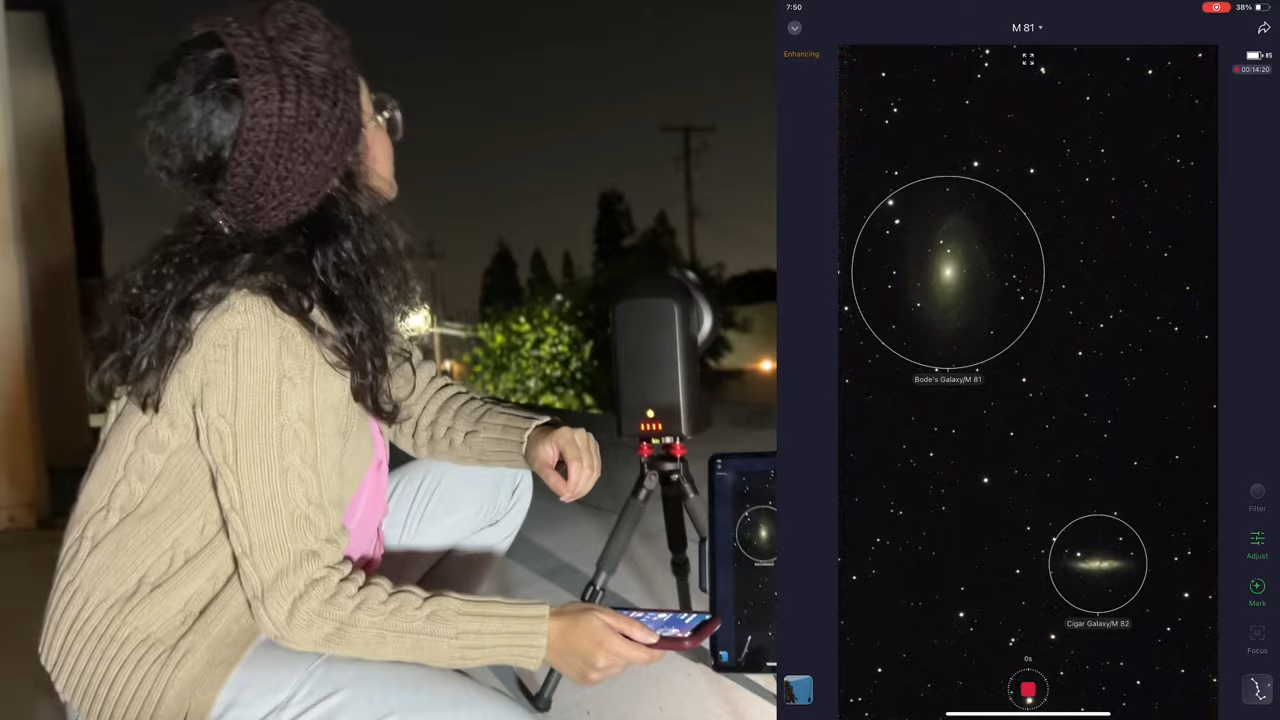 7:50
38%
M 81
Enhancing
85
00:14:20
Bode's Galaxy/M 81
Filter
Adjust
Mark
Cigar Galaxy/M 82
Focus
0s